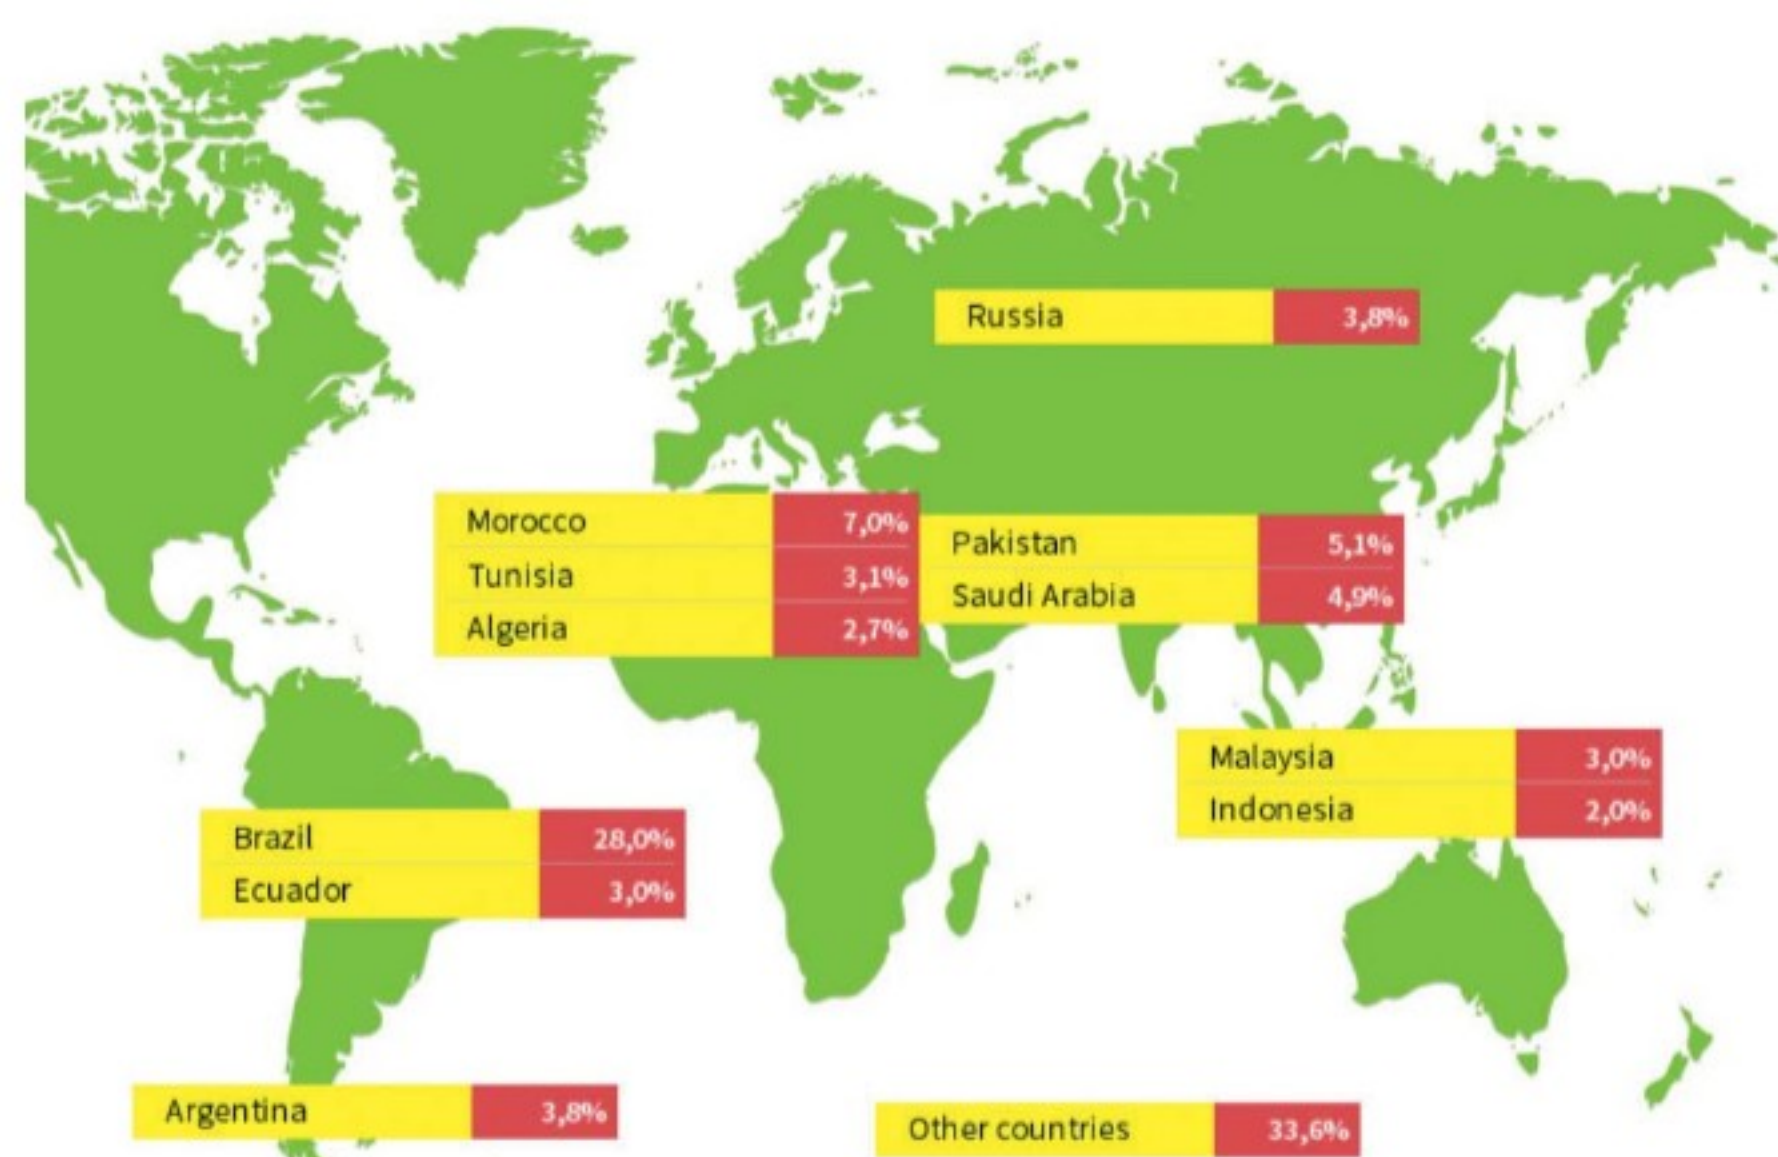 Russia 3,8%
Morocco 7,0%
Tunisia 3,1%
Algeria 2,7%
Pakistan 5,1%
Saudi Arabia 4,9%
Malaysia 3,0%
Indonesia 2,0%
Brazil 28,0%
Ecuador 3,0%
Argentina 3,8%
Other countries 33,6%